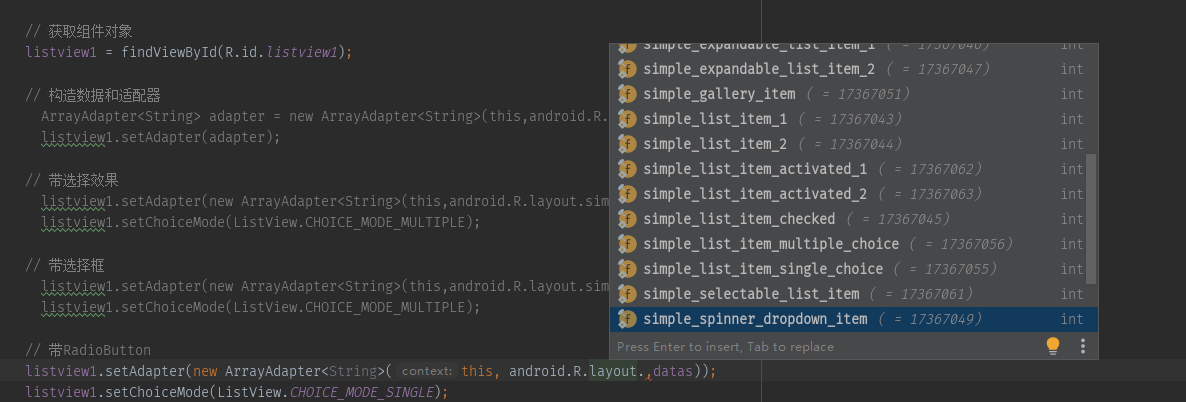 // 获取组件对象
listview1 = findViewById(R.id.listview1);
// 构造数据和适配器
ArrayAdapter<String> adapter = new ArrayAdapter<String>(this,android.R.
listview1.setAdapter(adapter);
// 带选择效果
listview1.setAdapter(new ArrayAdapter<String>(this,android.R.layout.sim
listview1.setChoiceMode(ListView.CHOICE_MODE_MULTIPLE);
// 带选择框
listview1.setAdapter(new ArrayAdapter<String>(this,android.R.layout.sim
listview1.setChoiceMode(ListView.CHOICE_MODE_MULTIPLE);
// 带RadioButton
listview1.setAdapter(new ArrayAdapter<String>( context: this, android.R.layout.,datas));
listview1.setChoiceMode(ListView.CHOICE_MODE_SINGLE);
simple_expandable_list_item_1 ( = 17367046) int
simple_expandable_list_item_2 ( = 17367047) int
simple_gallery_item ( = 17367051) int
simple_list_item_1 ( = 17367043) int
simple_list_item_2 ( = 17367044) int
simple_list_item_activated_1 ( = 17367062) int
simple_list_item_activated_2 ( = 17367063) int
simple_list_item_checked ( = 17367045) int
simple_list_item_multiple_choice ( = 17367056) int
simple_list_item_single_choice ( = 17367055) int
simple_selectable_list_item ( = 17367061) int
simple_spinner_dropdown_item ( = 17367049) int
Press Enter to insert, Tab to replace